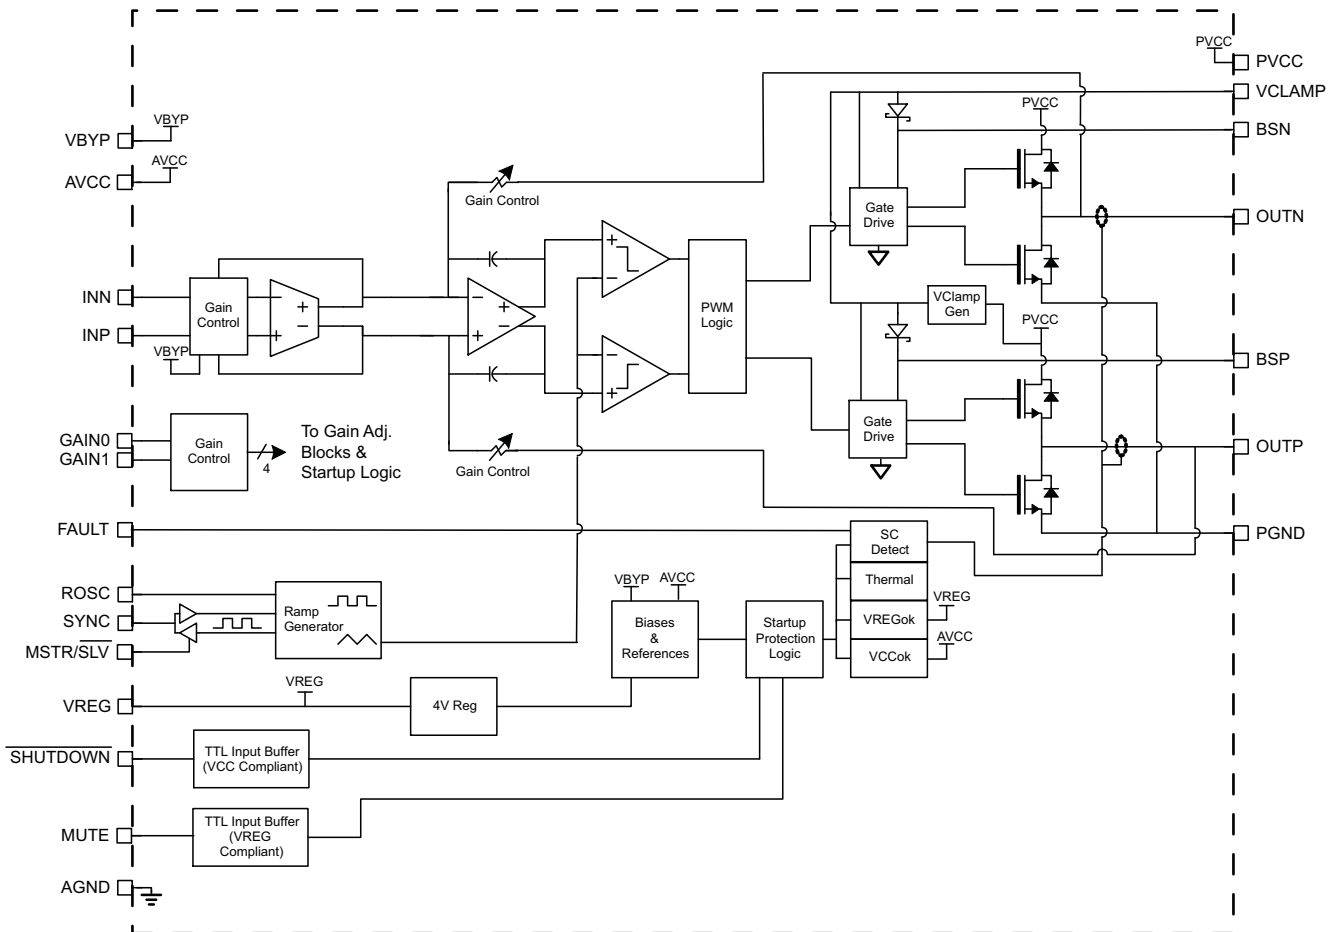 PVCC
PVCC
VCLAMP
PVCC
VBYP
VBYP
BSN
AVCC
AVCC
Gain Control
Gate
Drive
OUTN
INN
Gain
Control
+
−
+
−
−
+
+
−
+
−
−
+
PWM
Logic
VClamp
Gen
PVCC
INP
VBYP
BSP
GAIN0
GAIN1
Gain
Control
4
To Gain Adj.
Blocks &
Startup Logic
Gain Control
Gate
Drive
OUTP
FAULT
SC
Detect
PGND
Thermal
ROSC
SYNC
MSTR/SLV
Ramp
Generator
VBYP
AVCC
Biases
&
References
Startup
Protection
Logic
VREGok
VREG
VCCok
AVCC
VREG
VREG
4V Reg
SHUTDOWN
TTL Input Buffer
(VCC Compliant)
MUTE
TTL Input Buffer
(VREG
Compliant)
AGND